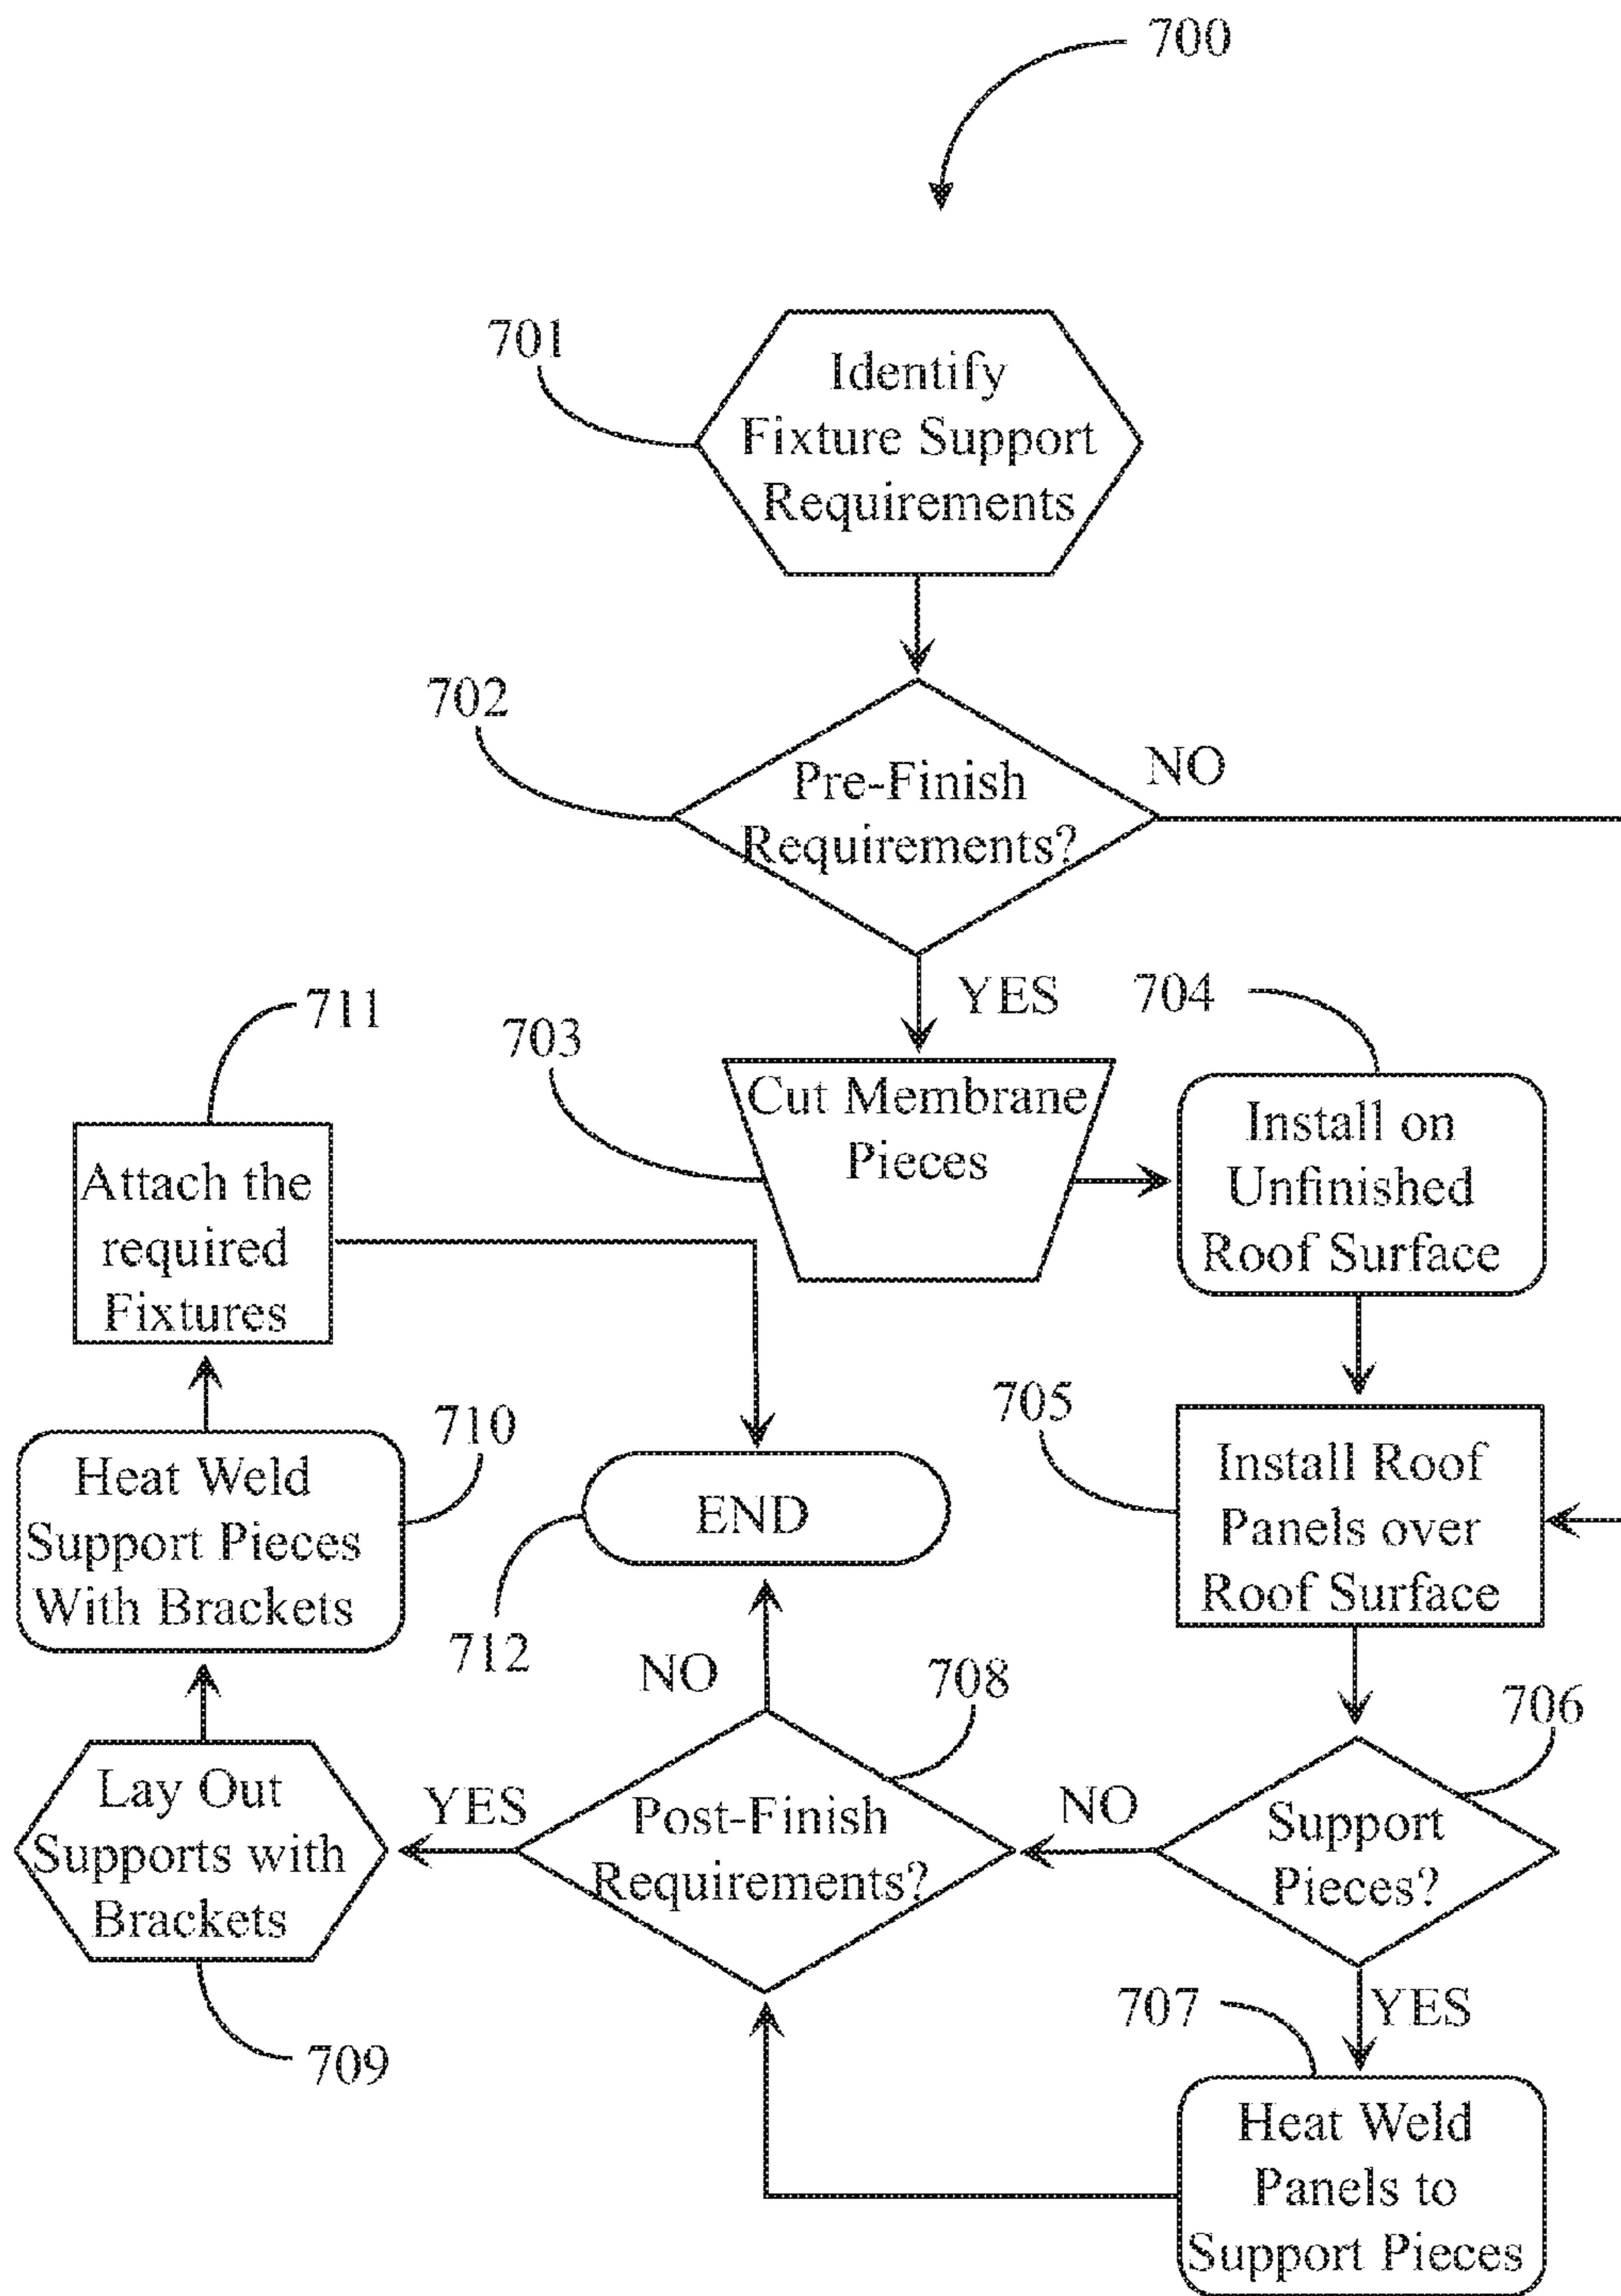 700
701
Identify
Fixture Support
Requirements
702
Pre-Finish
Requirements?
NO
YES
703
Cut Membrane
Pieces
704
Install on
Unfinished
Roof Surface
711
Attach the
required
Fixtures
705
Install Roof
Panels over
Roof Surface
710
Heat Weld
Support Pieces
With Brackets
END
712
NO
708
706
Support
Pieces?
NO
YES
Post-Finish
Requirements?
YES
Lay Out
Supports with
Brackets
709
707
Heat Weld
Panels to
Support Pieces